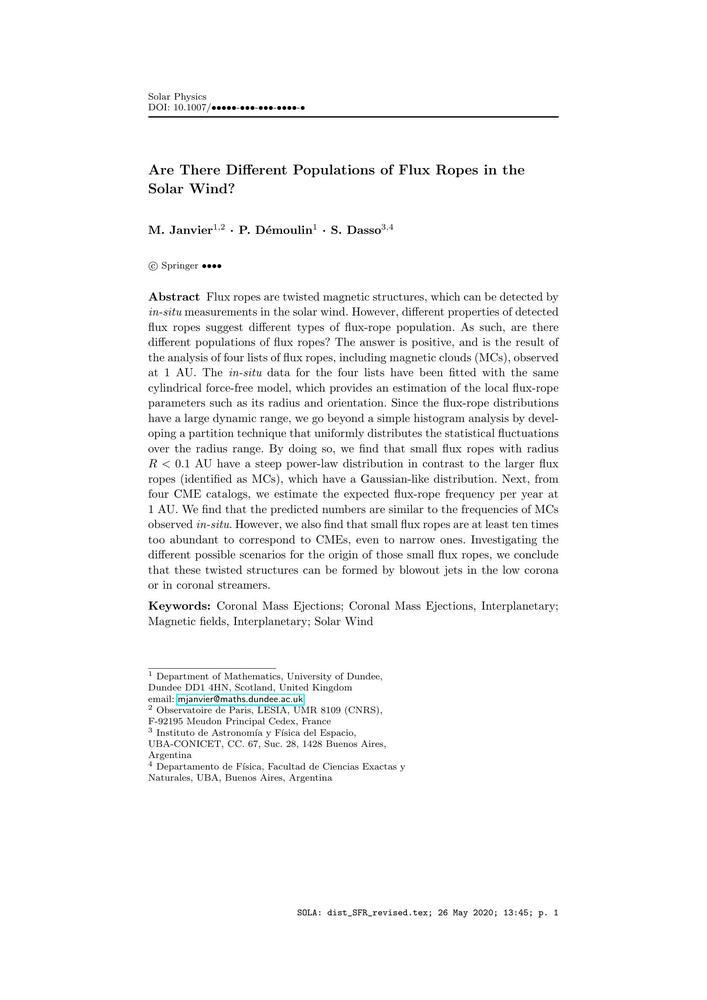 Solar Physics
DOI: 10.1007/•••••-•••-•••-••••-•
Are There Different Populations of Flux Ropes in the
Solar Wind?
M. Janvier1,2 · P. Démoulin1 · S. Dasso3,4
© Springer ••••
Abstract Flux ropes are twisted magnetic structures, which can be detected by
in-situ measurements in the solar wind. However, different properties of detected
flux ropes suggest different types of flux-rope population. As such, are there
different populations of flux ropes? The answer is positive, and is the result of
the analysis of four lists of flux ropes, including magnetic clouds (MCs), observed
at 1 AU. The in-situ data for the four lists have been fitted with the same
cylindrical force-free model, which provides an estimation of the local flux-rope
parameters such as its radius and orientation. Since the flux-rope distributions
have a large dynamic range, we go beyond a simple histogram analysis by devel-
oping a partition technique that uniformly distributes the statistical fluctuations
over the radius range. By doing so, we find that small flux ropes with radius
R < 0.1 AU have a steep power-law distribution in contrast to the larger flux
ropes (identified as MCs), which have a Gaussian-like distribution. Next, from
four CME catalogs, we estimate the expected flux-rope frequency per year at
1 AU. We find that the predicted numbers are similar to the frequencies of MCs
observed in-situ. However, we also find that small flux ropes are at least ten times
too abundant to correspond to CMEs, even to narrow ones. Investigating the
different possible scenarios for the origin of those small flux ropes, we conclude
that these twisted structures can be formed by blowout jets in the low corona
or in coronal streamers.
Keywords: Coronal Mass Ejections; Coronal Mass Ejections, Interplanetary;
Magnetic fields, Interplanetary; Solar Wind
1 Department of Mathematics, University of Dundee,
Dundee DD1 4HN, Scotland, United Kingdom
email: mjanvier@maths.dundee.ac.uk
2 Observatoire de Paris, LESIA, UMR 8109 (CNRS),
F-92195 Meudon Principal Cedex, France
3 Instituto de Astronomía y Física del Espacio,
UBA-CONICET, CC. 67, Suc. 28, 1428 Buenos Aires,
Argentina
4 Departamento de Física, Facultad de Ciencias Exactas y
Naturales, UBA, Buenos Aires, Argentina
SOLA: dist_SFR_revised.tex; 26 May 2020; 13:45; p. 1